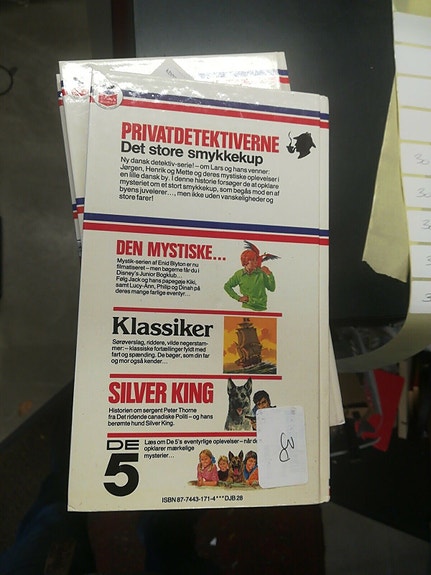 PRIVATDETEKTIVERNE
Det store smykkekup
Ny dansk detektiv-serie! – om Lars og hans venner:
Jørgen, Henrik og Mette og deres mystiske oplevelser i
en lille dansk by. I denne historie forsøger de at opklare
mysteriet om et stort smykkekup, som begås mod en af
byens juvelerer..., men ikke uden vanskeligheder og
store farer!
DEN MYSTISKE...
Mystik-serien af Enid Blyton er nu
filmatiseret – men bøgerne får du i
Disney's Junior Bogklub...
Følg Jack og hans papegøje Kiki,
samt Lucy-Ann, Philip og Dinah på
deres mange farlige eventyr...
Klassiker
Sørøverslag, riddere, vilde negerstam-
mer: – klassiske fortællinger fyldt med
fart og spænding. De bøger, som din far
og mor også kender...
SILVER KING
Historien om sergent Peter Thorne
fra Det ridende canadiske Politi – og hans
berømte hund Silver King.
DE
5
Læs om De 5's eventyrlige oplevelser – når de
opklarer mærkelige
mysterier...
ISBN 87-7443-171-4***DJB 28